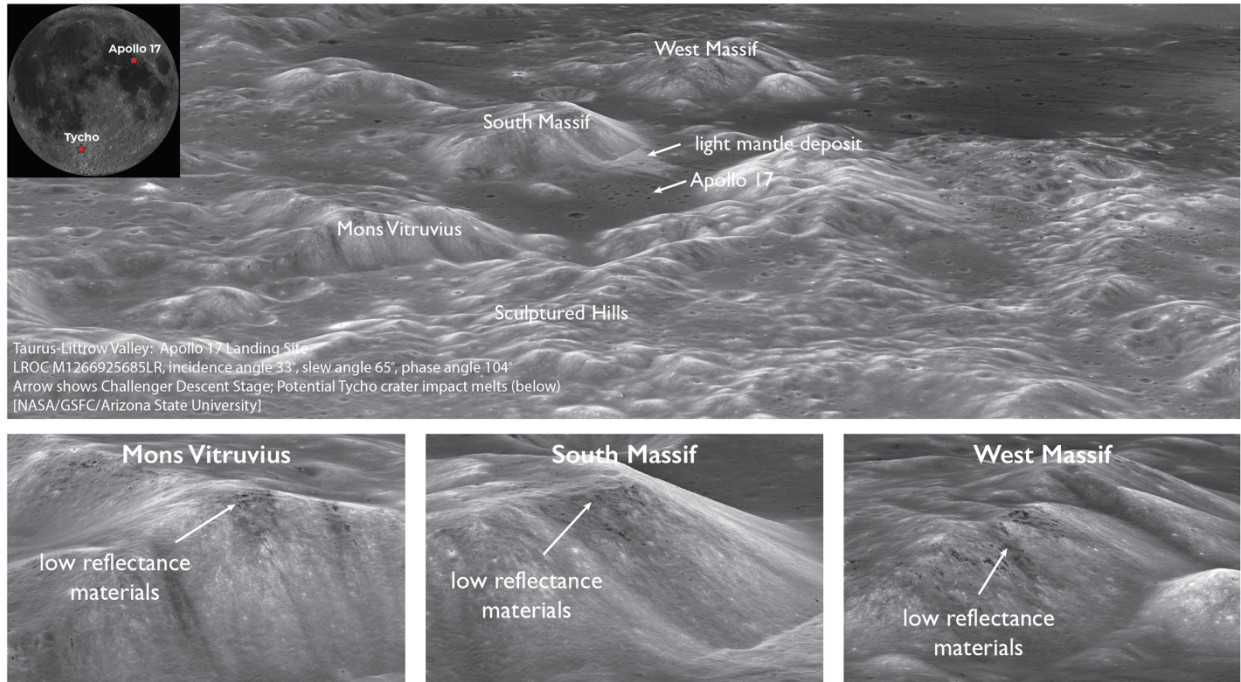 Apollo 17
Tycho
West Massif
South Massif
light mantle deposit
Apollo 17
Mons Vitruvius
Sculptured Hills
Taurus-Littrow Valley: Apollo 17 Landing Site
LROC M1266925685LR, incidence angle 33°, slew angle 65°, phase angle 104°
Arrow shows Challenger Descent Stage; Potential Tycho crater impact melts (below)
[NASA/GSFC/Arizona State University]
Mons Vitruvius
low reflectance
materials
South Massif
low reflectance
materials
West Massif
low reflectance
materials